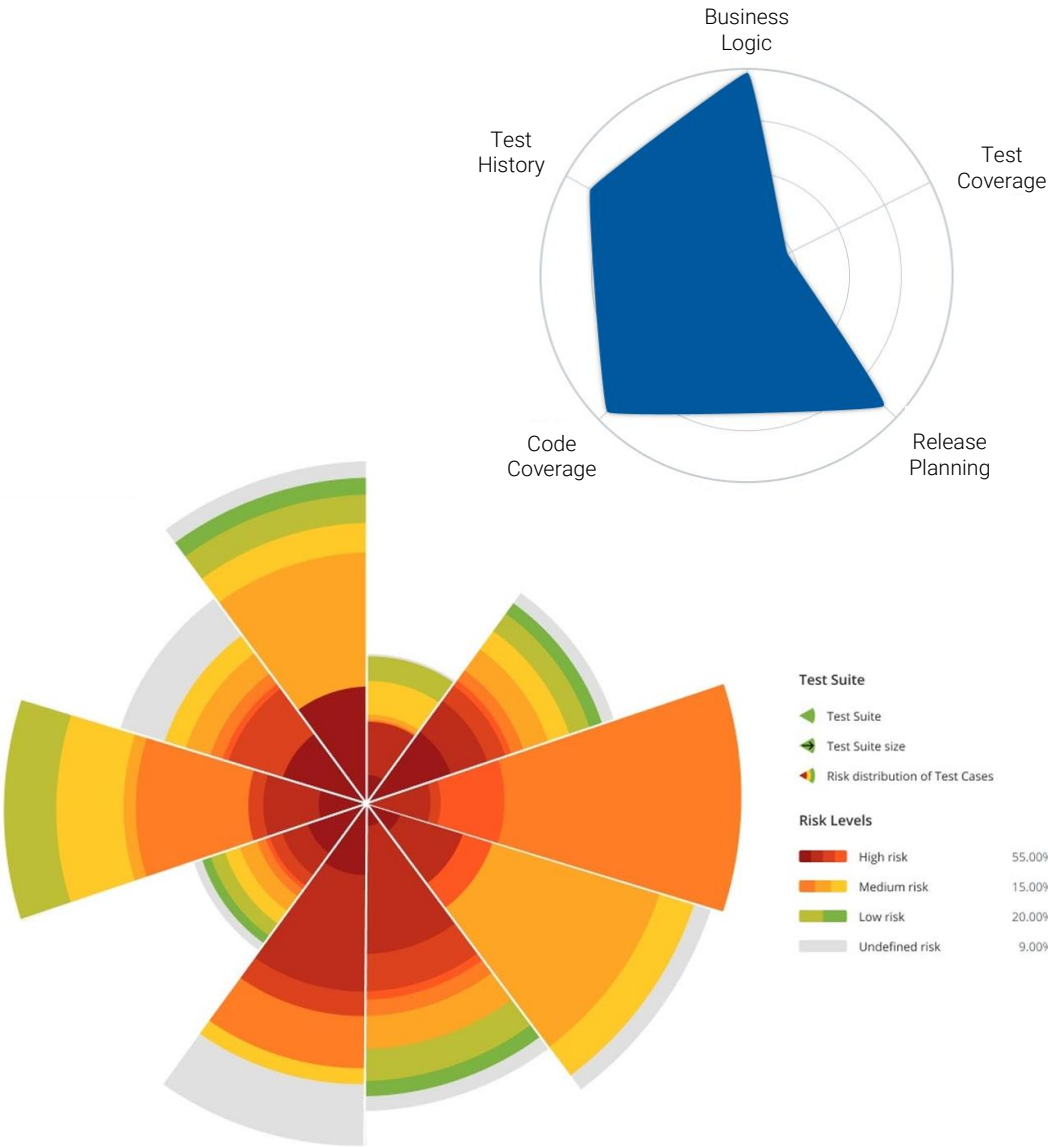 Business
Logic
Test
History
Test
Coverage
Code
Coverage
Release
Planning
Test Suite
Test Suite
Test Suite size
Risk distribution of Test Cases
Risk Levels
High risk 55.00%
Medium risk 15.00%
Low risk 20.00%
Undefined risk 9.00%